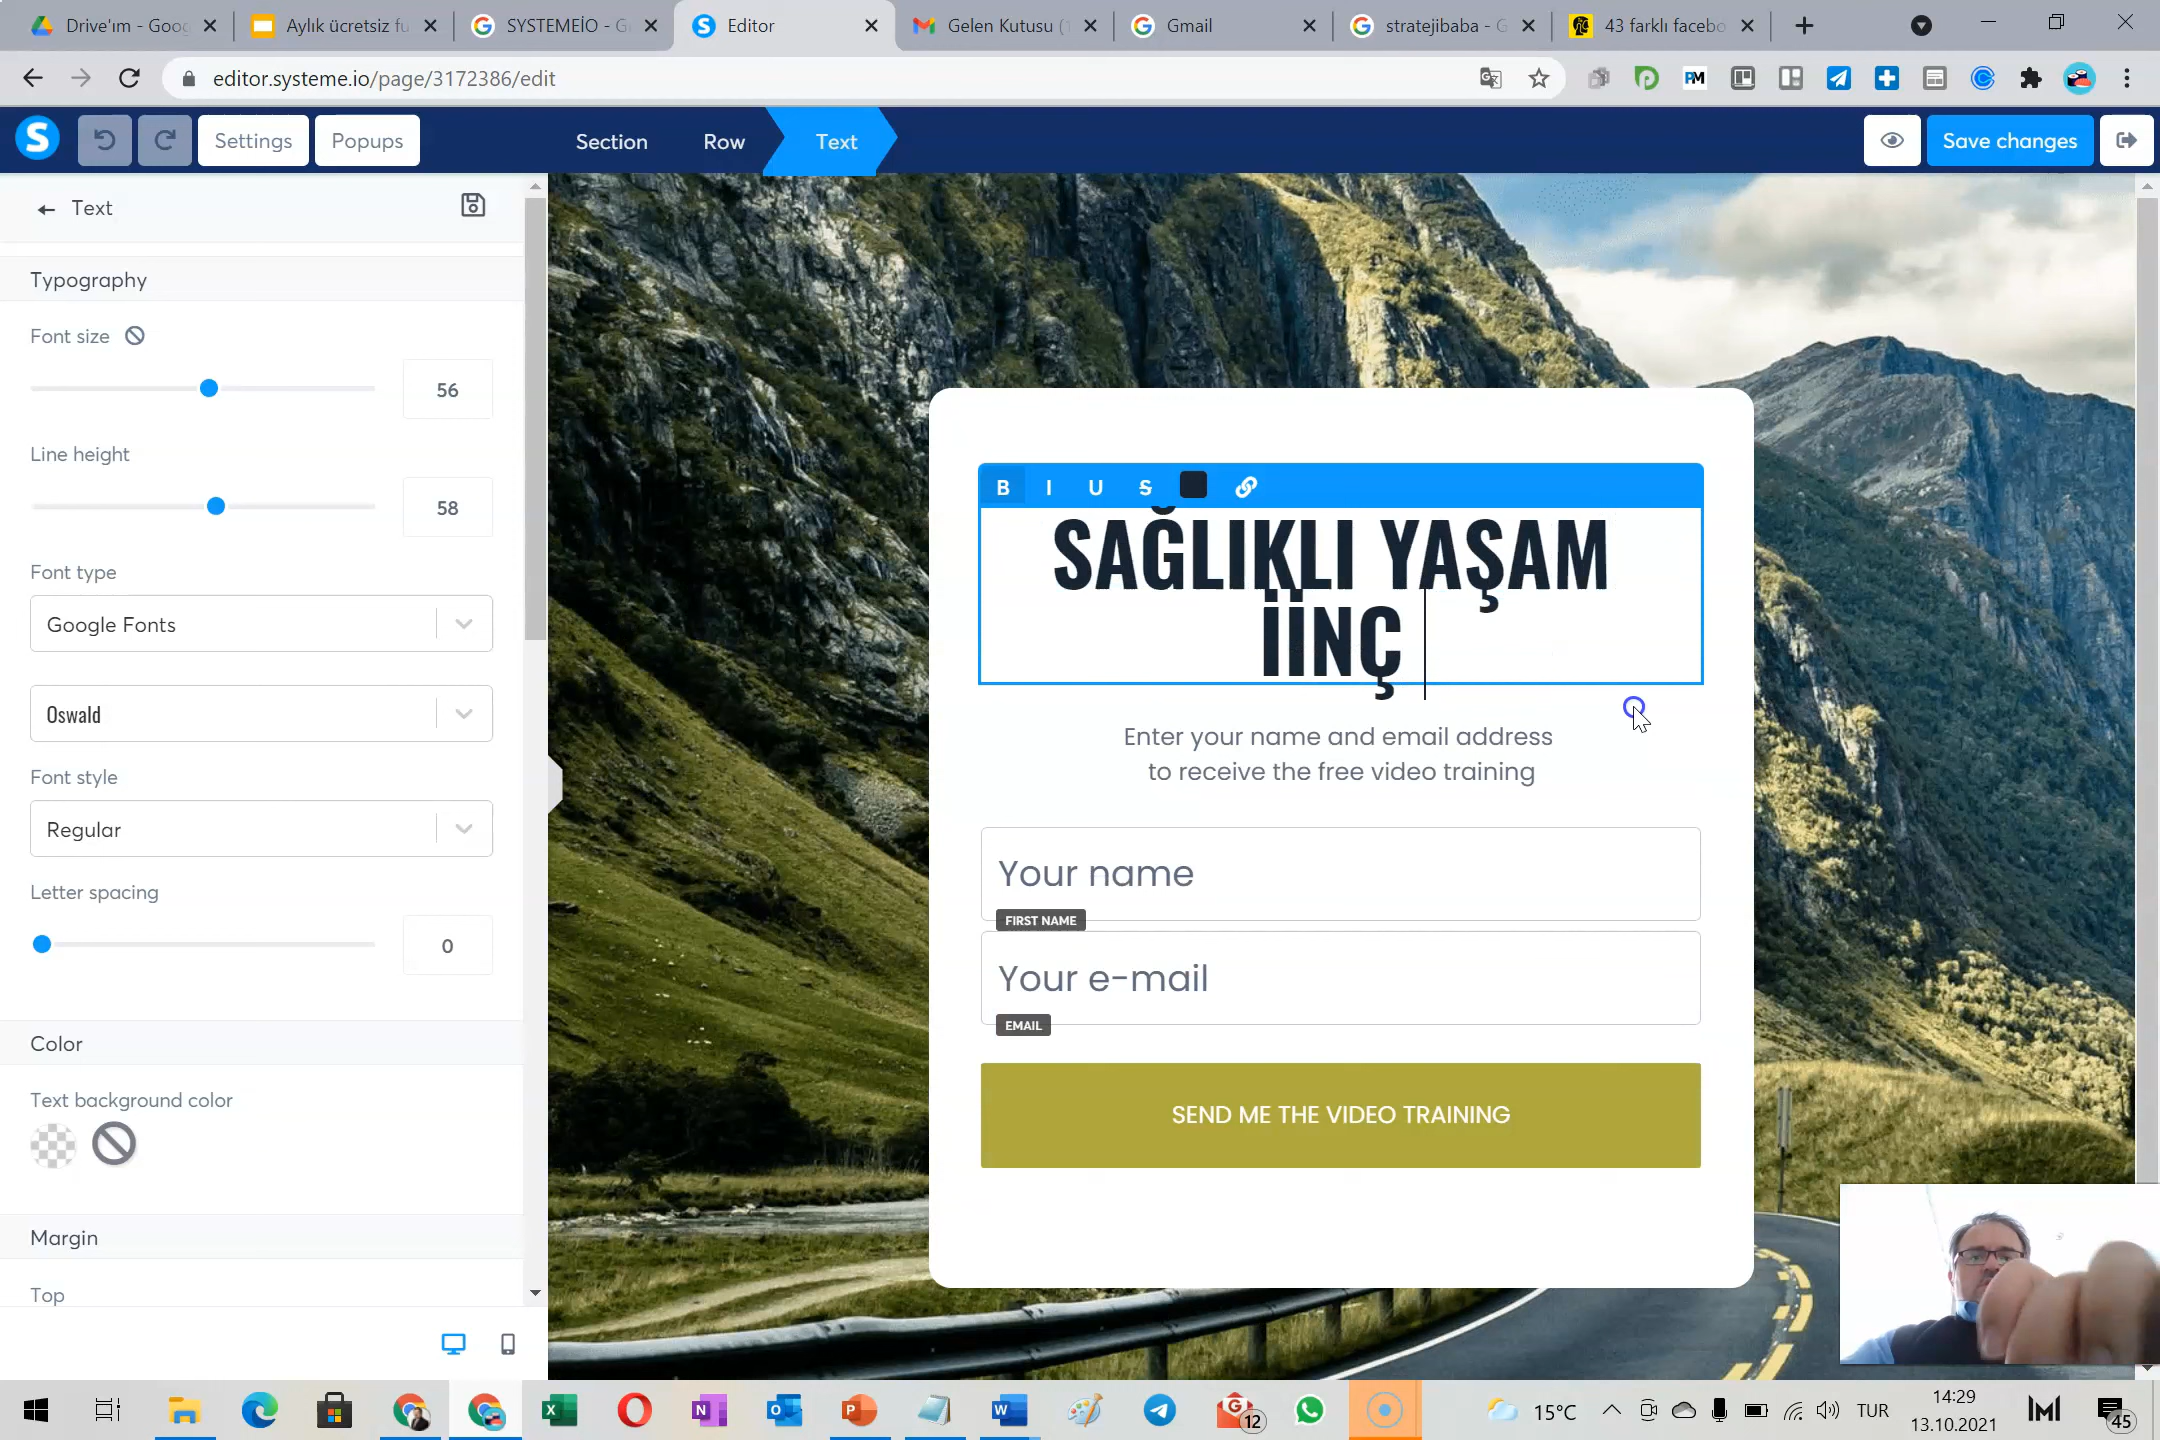 Drive'ım - Goog
Aylık ücretsiz fu
SYSTEMEİO - G
Editor
Gelen Kutusu (1
Gmail
stratejibaba - G
43 farklı facebo
editor.systeme.io/page/3172386/edit
PM
S
Settings
Popups
Section
Row
Text
Save changes
Text
Typography
Font size
56
Line height
58
Font type
Google Fonts
Oswald
Font style
Regular
Letter spacing
0
Color
Text background color
Margin
Top
B I U S
SAĞLIKLI YAŞAM
İİNÇ
Enter your name and email address
to receive the free video training
Your name
FIRST NAME
Your e-mail
EMAIL
SEND ME THE VIDEO TRAINING
12
15°C
TUR
14:29
13.10.2021
45